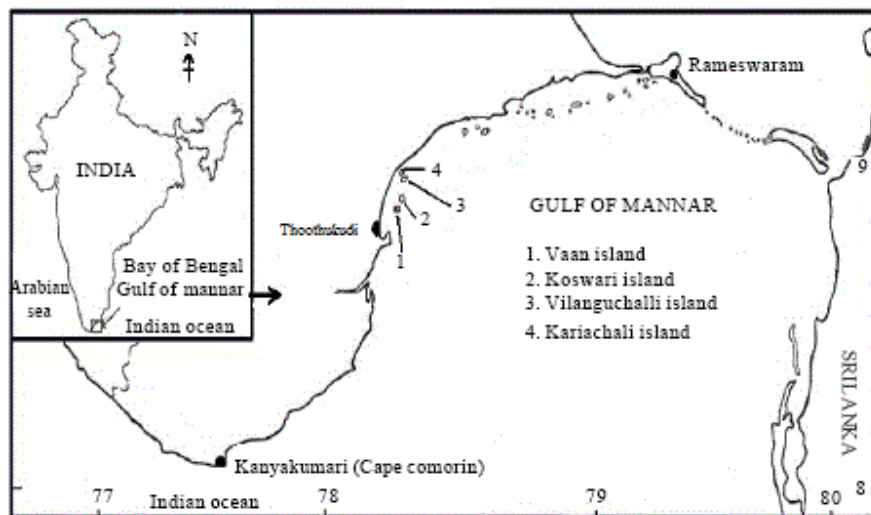 N
INDIA
Bay of Bengal
Gulf of mannar
Arabian
sea
Indian ocean
Rameswaram
4
3
2
1
Thoothukudi
GULF OF MANNAR
1. Vaan island
2. Koswari island
3. Vilanguchalli island
4. Kariachali island
9
SRILANKA
Kanyakumari (Cape comorin)
Indian ocean
77
78
79
80
8